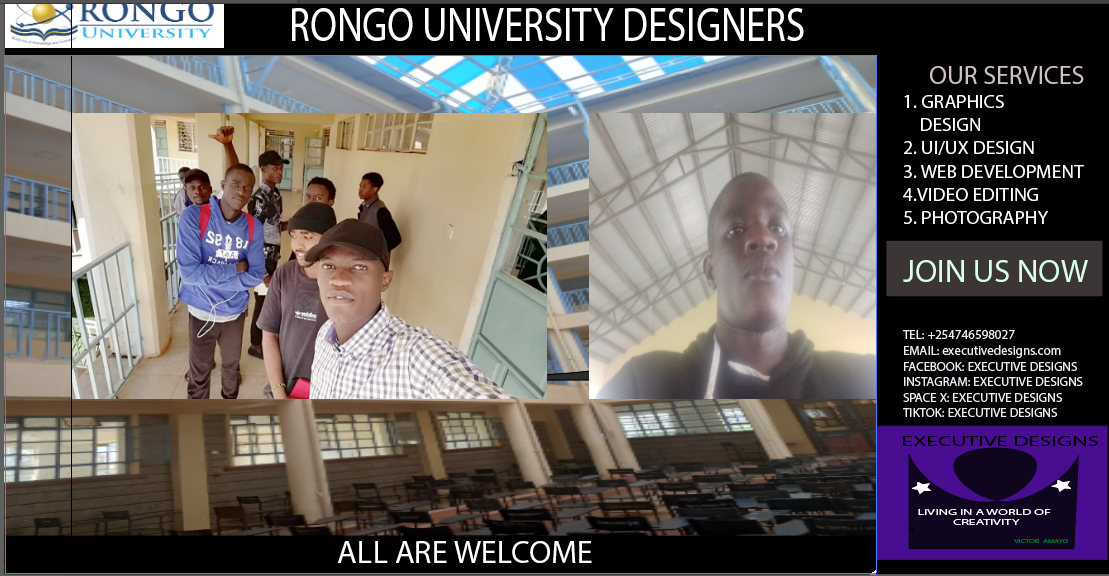 RONGO
UNIVERSITY
RONGO UNIVERSITY DESIGNERS
OUR SERVICES
1. GRAPHICS
DESIGN
2. UI/UX DESIGN
3. WEB DEVELOPMENT
4.VIDEO EDITING
5. PHOTOGRAPHY
JOIN US NOW
TEL: +254746598027
EMAIL: executivedesigns.com
FACEBOOK: EXECUTIVE DESIGNS
INSTAGRAM: EXECUTIVE DESIGNS
SPACE X: EXECUTIVE DESIGNS
TIKTOK: EXECUTIVE DESIGNS
EXECUTIVE DESIGNS
LIVING IN A WORLD OF
CREATIVITY
VICTOR AMAYO
ALL ARE WELCOME